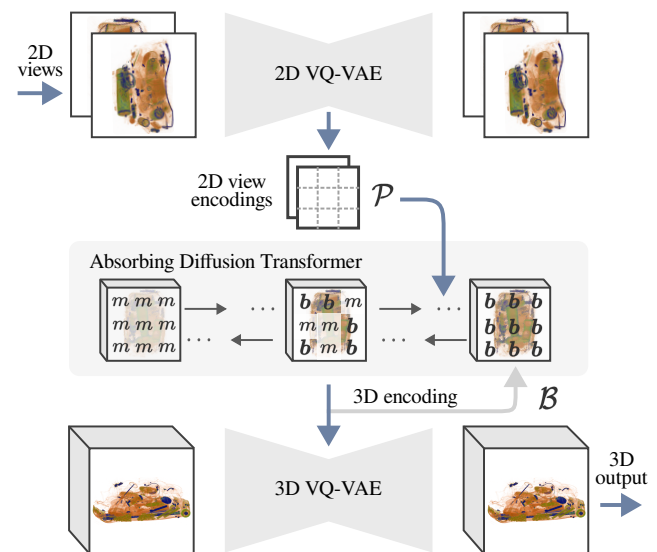 2D
views
2D VQ-VAE
2D view
encodings
𝒫
Absorbing Diffusion Transformer
m m m
m m m
m m m
b b m
m m b
b m b
b b b
b b b
b b b
··· ···
··· ···
3D encoding
ℬ
3D VQ-VAE
3D
output